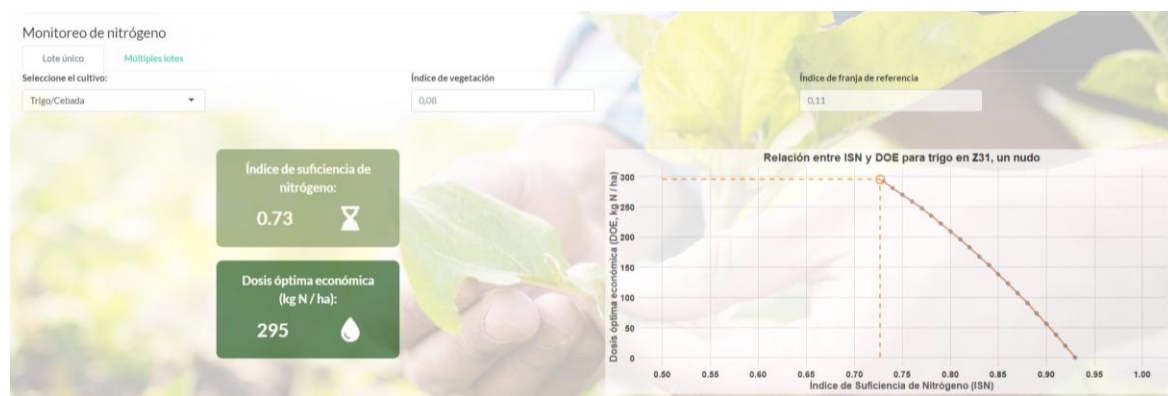 Monitoreo de nitrógeno
Lote único
Múltiples lotes
Seleccione el cultivo:
Trigo/Cebada
Índice de vegetación
0,08
Índice de franja de referencia
0,11
Índice de suficiencia de
nitrógeno:
0.73
Dosis óptima económica
(kg N / ha):
295
Relación entre ISN y DOE para trigo en Z31, un nudo
Dosis óptima económica (DOE, kg N / ha)
300
250
200
150
100
50
0
0.50 0.55 0.60 0.65 0.70 0.75 0.80 0.85 0.90 0.95 1.00
Índice de Suficiencia de Nitrógeno (ISN)